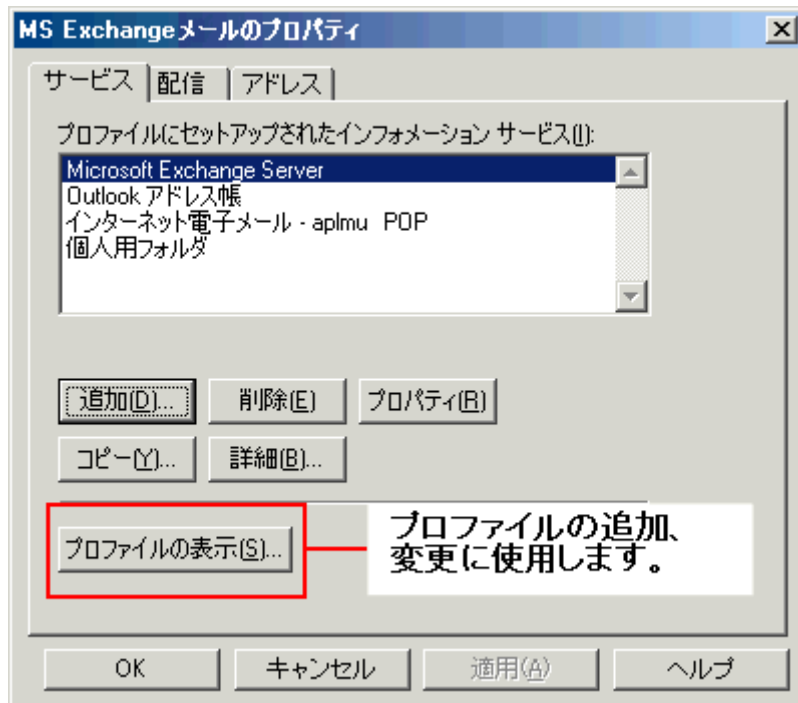 MS Exchangeメールのプロパティ
サービス 配信 アドレス
プロファイルにセットアップされたインフォメーション サービス(I):
Microsoft Exchange Server
Outlook アドレス帳
インターネット電子メール - aplmu POP
個人用フォルダ
追加(D)... 削除(E) プロパティ(R)
コピー(Y)... 詳細(B)...
プロファイルの表示(S)...
プロファイルの追加、
変更に使用します。
OK キャンセル 適用(A) ヘルプ